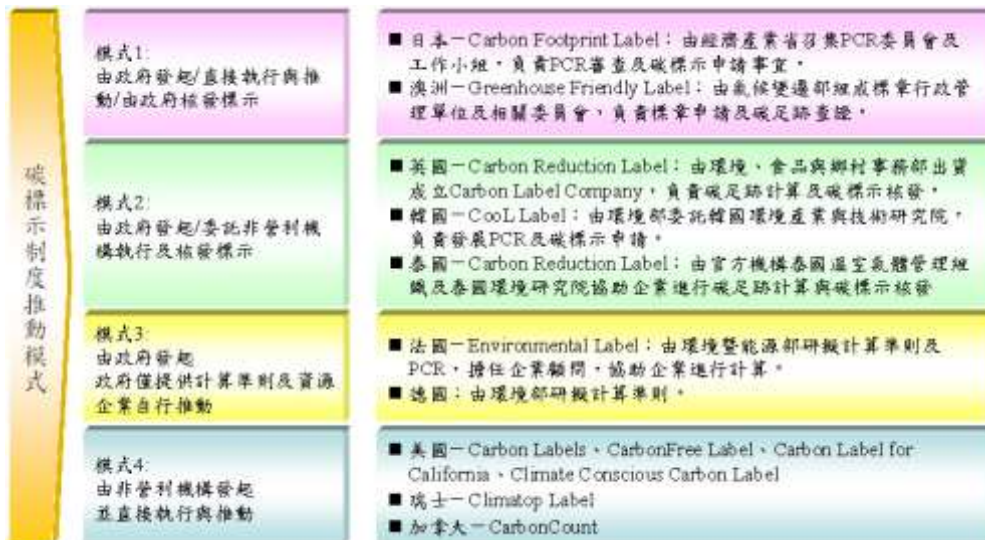 碳標示制度推動模式
模式1:
由政府發起/直接執行與推
動/由政府核發標示
■ 日本－Carbon Footprint Label：由經濟產業省召集PCR委員會及
工作小組，負責PCR審查及碳標示申請事宜。
■ 澳洲－Greenhouse Friendly Label：由氣候變遷部組成標章行政管
理單位及相關委員會、負責標章申請及碳足跡查證。
模式2:
由政府發起/委託非營利機
構執行及核發標示
■ 英國－Carbon Reduction Label：由環境、食品與鄉村事務部出資
成立Carbon Label Company，負責碳足跡計算及碳標示核發。
■ 韓國－CooL Label：由環境部委託韓國環境產業與技術研究院，
負責發展PCR及碳標示申請。
■ 泰國－Carbon Reduction Label：由官方機構泰國溫室氣體管理組
織及泰國環境研究院協助企業進行碳足跡計算與碳標示核發
模式3:
由政府發起
政府僅提供計算準則及資源
企業自行推動
■ 法國－Environmental Label：由環境暨能源部研擬計算準則及
PCR，擔任企業顧問，協助企業進行計算。
■ 德國：由環境部研擬計算準則。
模式4:
由非營利機構發起
並直接執行與推動
■ 美國－Carbon Labels、CarbonFree Label、Carbon Label for
California、Climate Conscious Carbon Label
■ 瑞士－Climatop Label
■ 加拿大－CarbonCount